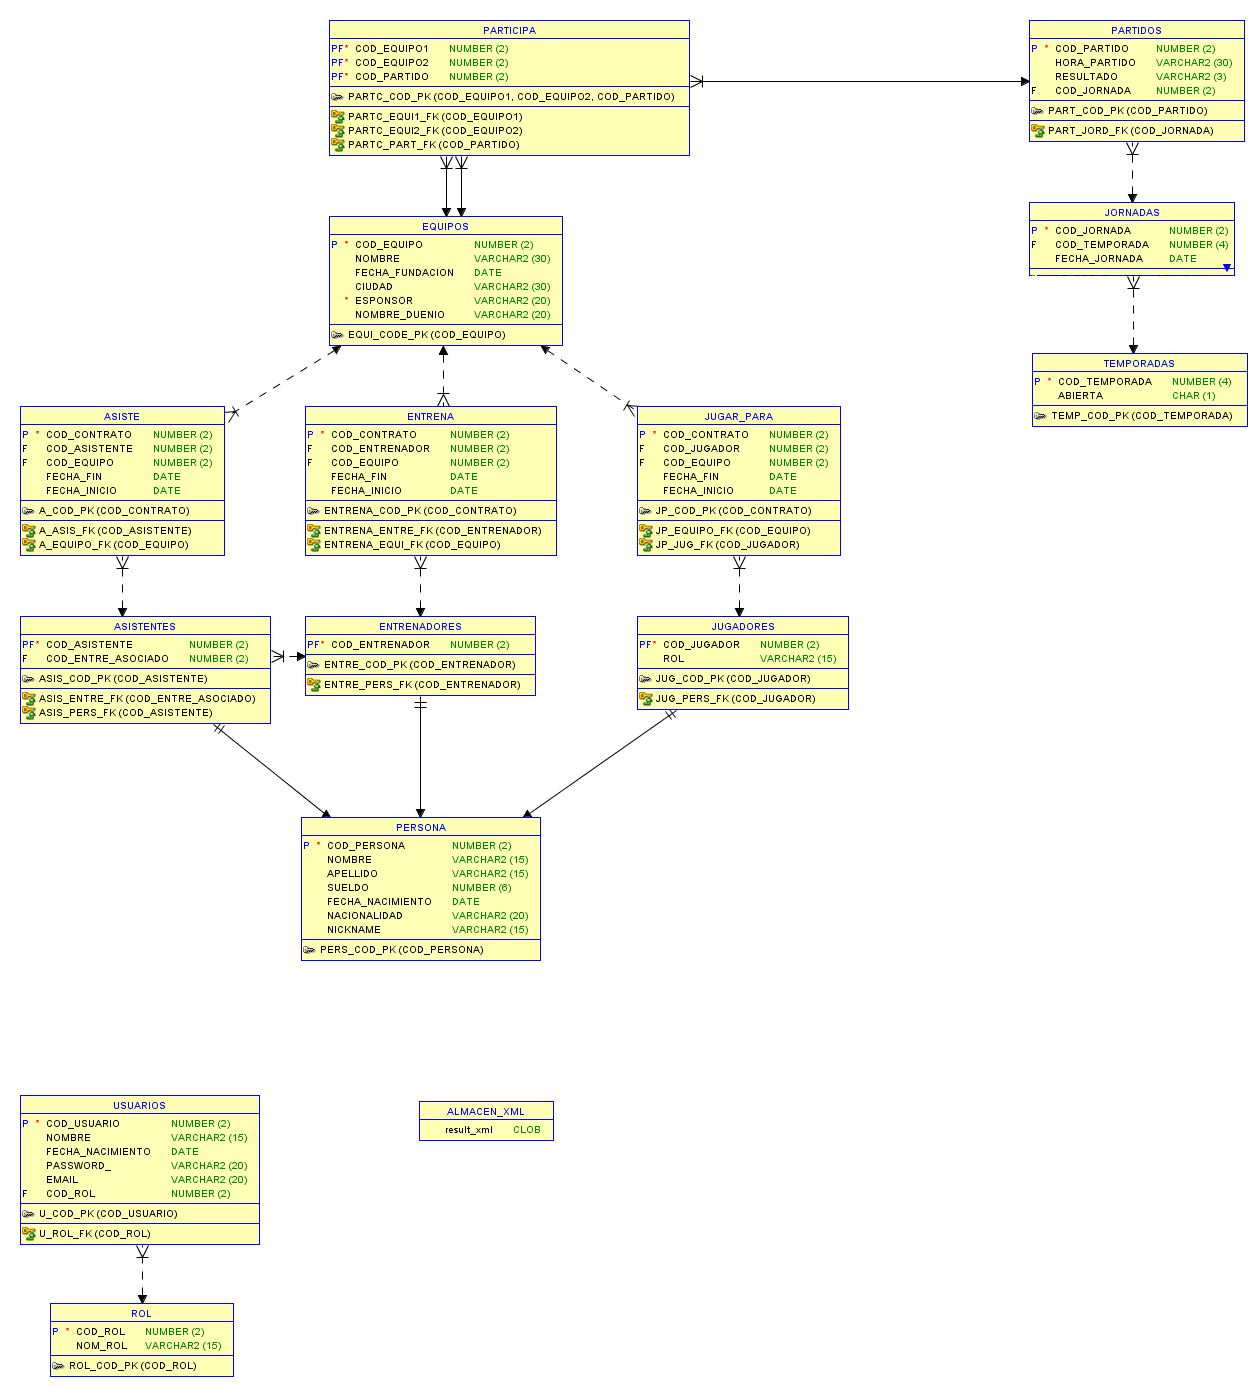 PARTICIPA
PF* COD_EQUIPO1 NUMBER (2)
PF* COD_EQUIPO2 NUMBER (2)
PF* COD_PARTIDO NUMBER (2)
PARTC_COD_PK (COD_EQUIPO1, COD_EQUIPO2, COD_PARTIDO)
PARTC_EQUI1_FK (COD_EQUIPO1)
PARTC_EQUI2_FK (COD_EQUIPO2)
PARTC_PART_FK (COD_PARTIDO)
PARTIDOS
P * COD_PARTIDO NUMBER (2)
HORA_PARTIDO VARCHAR2 (30)
RESULTADO VARCHAR2 (3)
F COD_JORNADA NUMBER (2)
PART_COD_PK (COD_PARTIDO)
PART_JORD_FK (COD_JORNADA)
EQUIPOS
P * COD_EQUIPO NUMBER (2)
NOMBRE VARCHAR2 (30)
FECHA_FUNDACION DATE
CIUDAD VARCHAR2 (30)
* ESPONSOR VARCHAR2 (20)
NOMBRE_DUENIO VARCHAR2 (20)
EQUI_CODE_PK (COD_EQUIPO)
JORNADAS
P * COD_JORNADA NUMBER (2)
F COD_TEMPORADA NUMBER (4)
FECHA_JORNADA DATE
TEMPORADAS
P * COD_TEMPORADA NUMBER (4)
ABIERTA CHAR (1)
TEMP_COD_PK (COD_TEMPORADA)
ASISTE
P * COD_CONTRATO NUMBER (2)
F COD_ASISTENTE NUMBER (2)
F COD_EQUIPO NUMBER (2)
FECHA_FIN DATE
FECHA_INICIO DATE
A_COD_PK (COD_CONTRATO)
A_ASIS_FK (COD_ASISTENTE)
A_EQUIPO_FK (COD_EQUIPO)
ENTRENA
P * COD_CONTRATO NUMBER (2)
F COD_ENTRENADOR NUMBER (2)
F COD_EQUIPO NUMBER (2)
FECHA_FIN DATE
FECHA_INICIO DATE
ENTRENA_COD_PK (COD_CONTRATO)
ENTRENA_ENTRE_FK (COD_ENTRENADOR)
ENTRENA_EQUI_FK (COD_EQUIPO)
JUGAR_PARA
P * COD_CONTRATO NUMBER (2)
F COD_JUGADOR NUMBER (2)
F COD_EQUIPO NUMBER (2)
FECHA_FIN DATE
FECHA_INICIO DATE
JP_COD_PK (COD_CONTRATO)
JP_EQUIPO_FK (COD_EQUIPO)
JP_JUG_FK (COD_JUGADOR)
ASISTENTES
PF* COD_ASISTENTE NUMBER (2)
F COD_ENTRE_ASOCIADO NUMBER (2)
ASIS_COD_PK (COD_ASISTENTE)
ASIS_ENTRE_FK (COD_ENTRE_ASOCIADO)
ASIS_PERS_FK (COD_ASISTENTE)
ENTRENADORES
PF* COD_ENTRENADOR NUMBER (2)
ENTRE_COD_PK (COD_ENTRENADOR)
ENTRE_PERS_FK (COD_ENTRENADOR)
JUGADORES
PF* COD_JUGADOR NUMBER (2)
ROL VARCHAR2 (15)
JUG_COD_PK (COD_JUGADOR)
JUG_PERS_FK (COD_JUGADOR)
PERSONA
P * COD_PERSONA NUMBER (2)
NOMBRE VARCHAR2 (15)
APELLIDO VARCHAR2 (15)
SUELDO NUMBER (6)
FECHA_NACIMIENTO DATE
NACIONALIDAD VARCHAR2 (20)
NICKNAME VARCHAR2 (15)
PERS_COD_PK (COD_PERSONA)
USUARIOS
P * COD_USUARIO NUMBER (2)
NOMBRE VARCHAR2 (15)
FECHA_NACIMIENTO DATE
PASSWORD_ VARCHAR2 (20)
EMAIL VARCHAR2 (20)
F COD_ROL NUMBER (2)
U_COD_PK (COD_USUARIO)
U_ROL_FK (COD_ROL)
ALMACEN_XML
result_xml CLOB
ROL
P * COD_ROL NUMBER (2)
NOM_ROL VARCHAR2 (15)
ROL_COD_PK (COD_ROL)